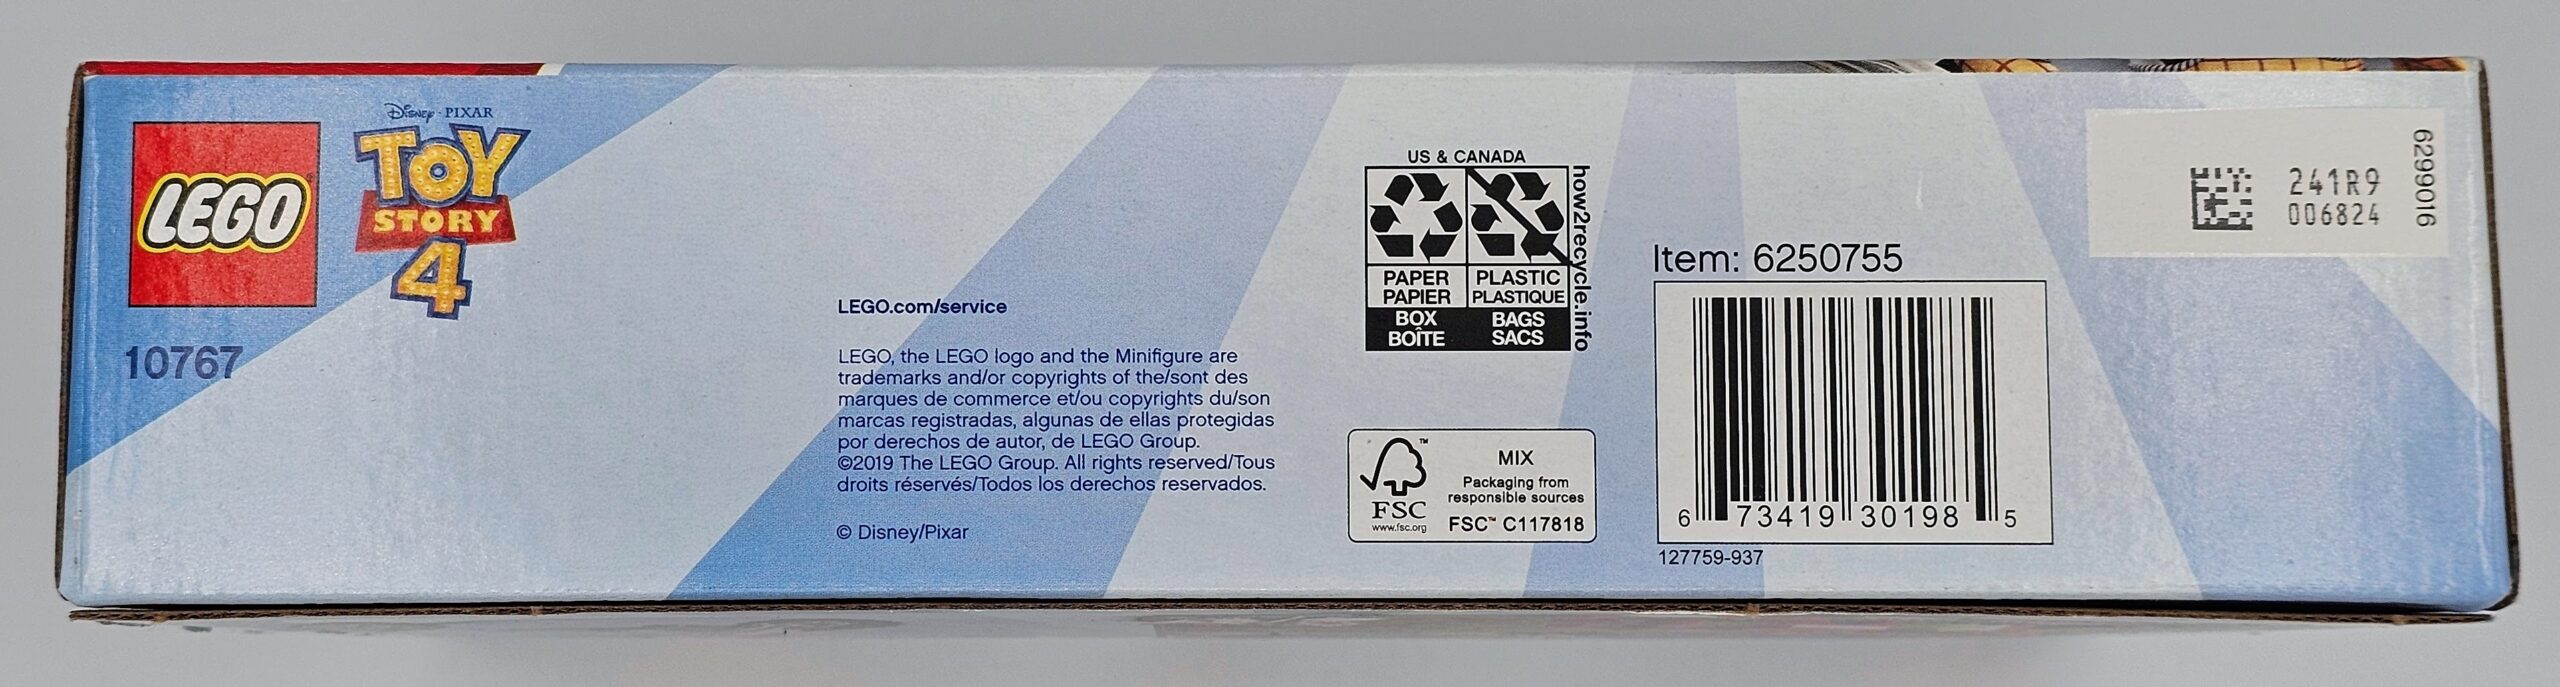 Disney · PIXAR
TOY
STORY
4
LEGO
10767
LEGO.com/service
LEGO, the LEGO logo and the Minifigure are
trademarks and/or copyrights of the/sont des
marques de commerce et/ou copyrights du/son
marcas registradas, algunas de ellas protegidas
por derechos de autor, de LEGO Group.
©2019 The LEGO Group. All rights reserved/Tous
droits réservés/Todos los derechos reservados.
© Disney/Pixar
US & CANADA
PAPER PLASTIC
PAPIER PLASTIQUE
BOX BAGS
BOÎTE SACS
how2recycle.info
FSC™
www.fsc.org
MIX
Packaging from
responsible sources
FSC™ C117818
Item: 6250755
6 73419 30198 5
127759-937
241R9
006824
6299016